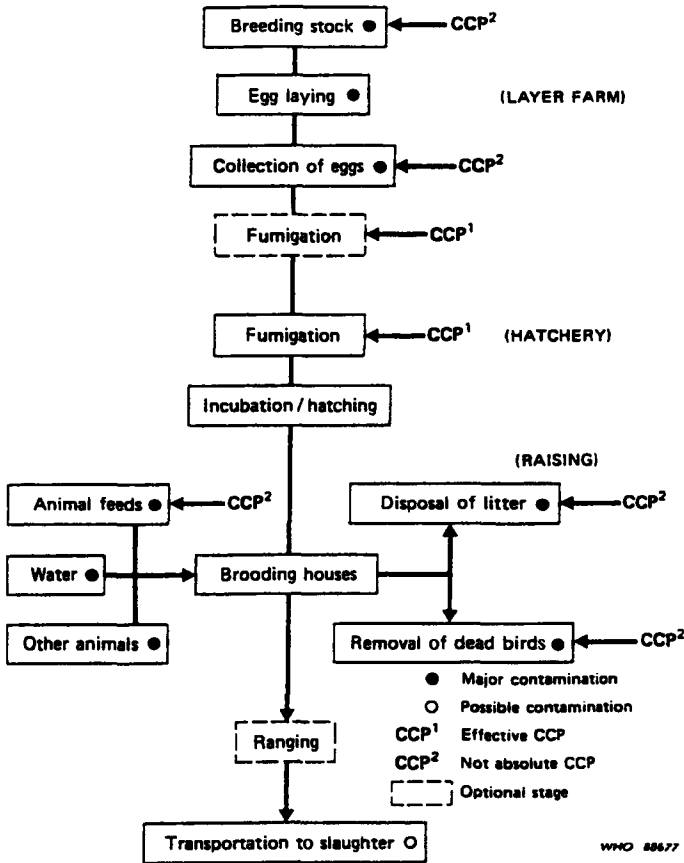 Breeding stock ● CCP²
Egg laying ● (LAYER FARM)
Collection of eggs ● CCP²
Fumigation CCP¹
Fumigation CCP¹ (HATCHERY)
Incubation / hatching
(RAISING)
Animal feeds ● CCP² Disposal of litter ● CCP²
Water ● Brooding houses
Other animals ● Removal of dead birds ● CCP²
● Major contamination
○ Possible contamination
CCP¹ Effective CCP
Ranging
CCP² Not absolute CCP
Optional stage
Transportation to slaughter ○
WHO 88677